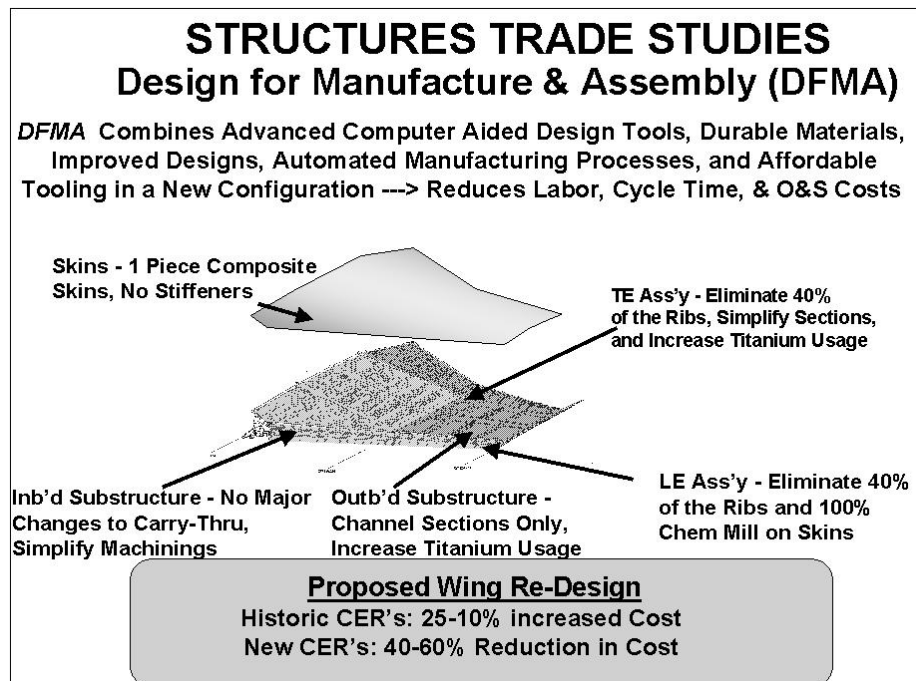 STRUCTURES TRADE STUDIES
Design for Manufacture & Assembly (DFMA)
DFMA Combines Advanced Computer Aided Design Tools, Durable Materials,
Improved Designs, Automated Manufacturing Processes, and Affordable
Tooling in a New Configuration ---> Reduces Labor, Cycle Time, & O&S Costs
Skins - 1 Piece Composite
Skins, No Stiffeners
TE Ass'y - Eliminate 40%
of the Ribs, Simplify Sections,
and Increase Titanium Usage
Inb'd Substructure - No Major
Changes to Carry-Thru,
Simplify Machinings
Outb'd Substructure -
Channel Sections Only,
Increase Titanium Usage
LE Ass'y - Eliminate 40%
of the Ribs and 100%
Chem Mill on Skins
Proposed Wing Re-Design
Historic CER's: 25-10% increased Cost
New CER's: 40-60% Reduction in Cost